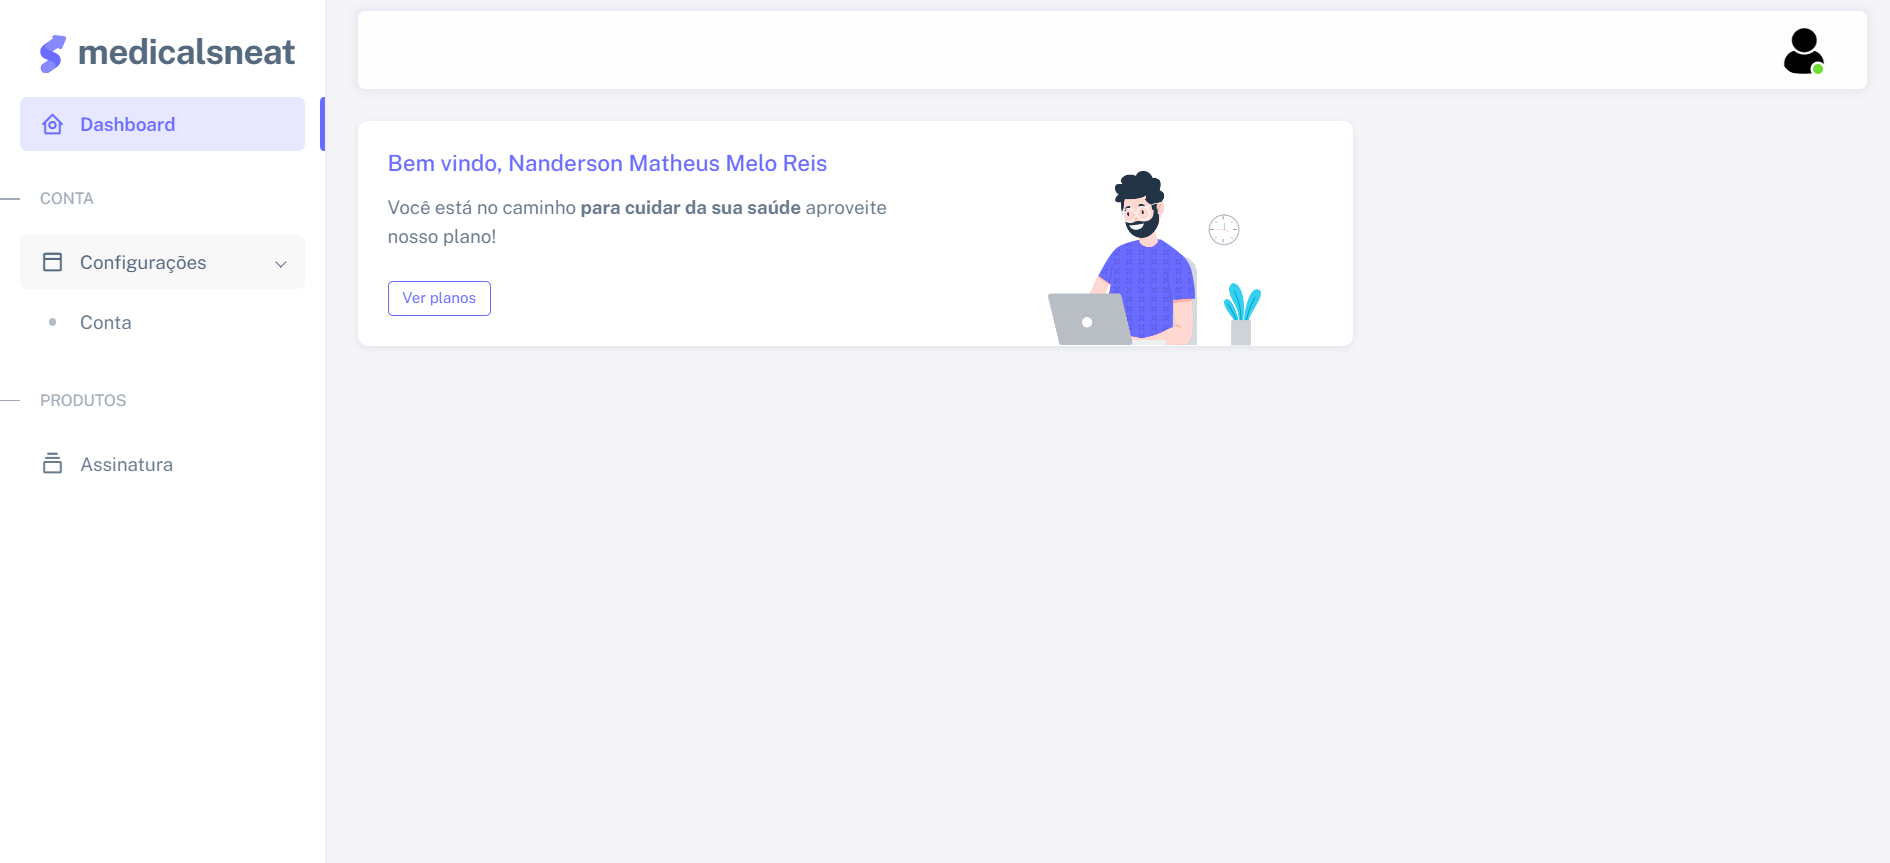 medicalsneat
Dashboard
CONTA
Configurações
Conta
PRODUTOS
Assinatura
Bem vindo, Nanderson Matheus Melo Reis
Você está no caminho para cuidar da sua saúde aproveite
nosso plano!
Ver planos